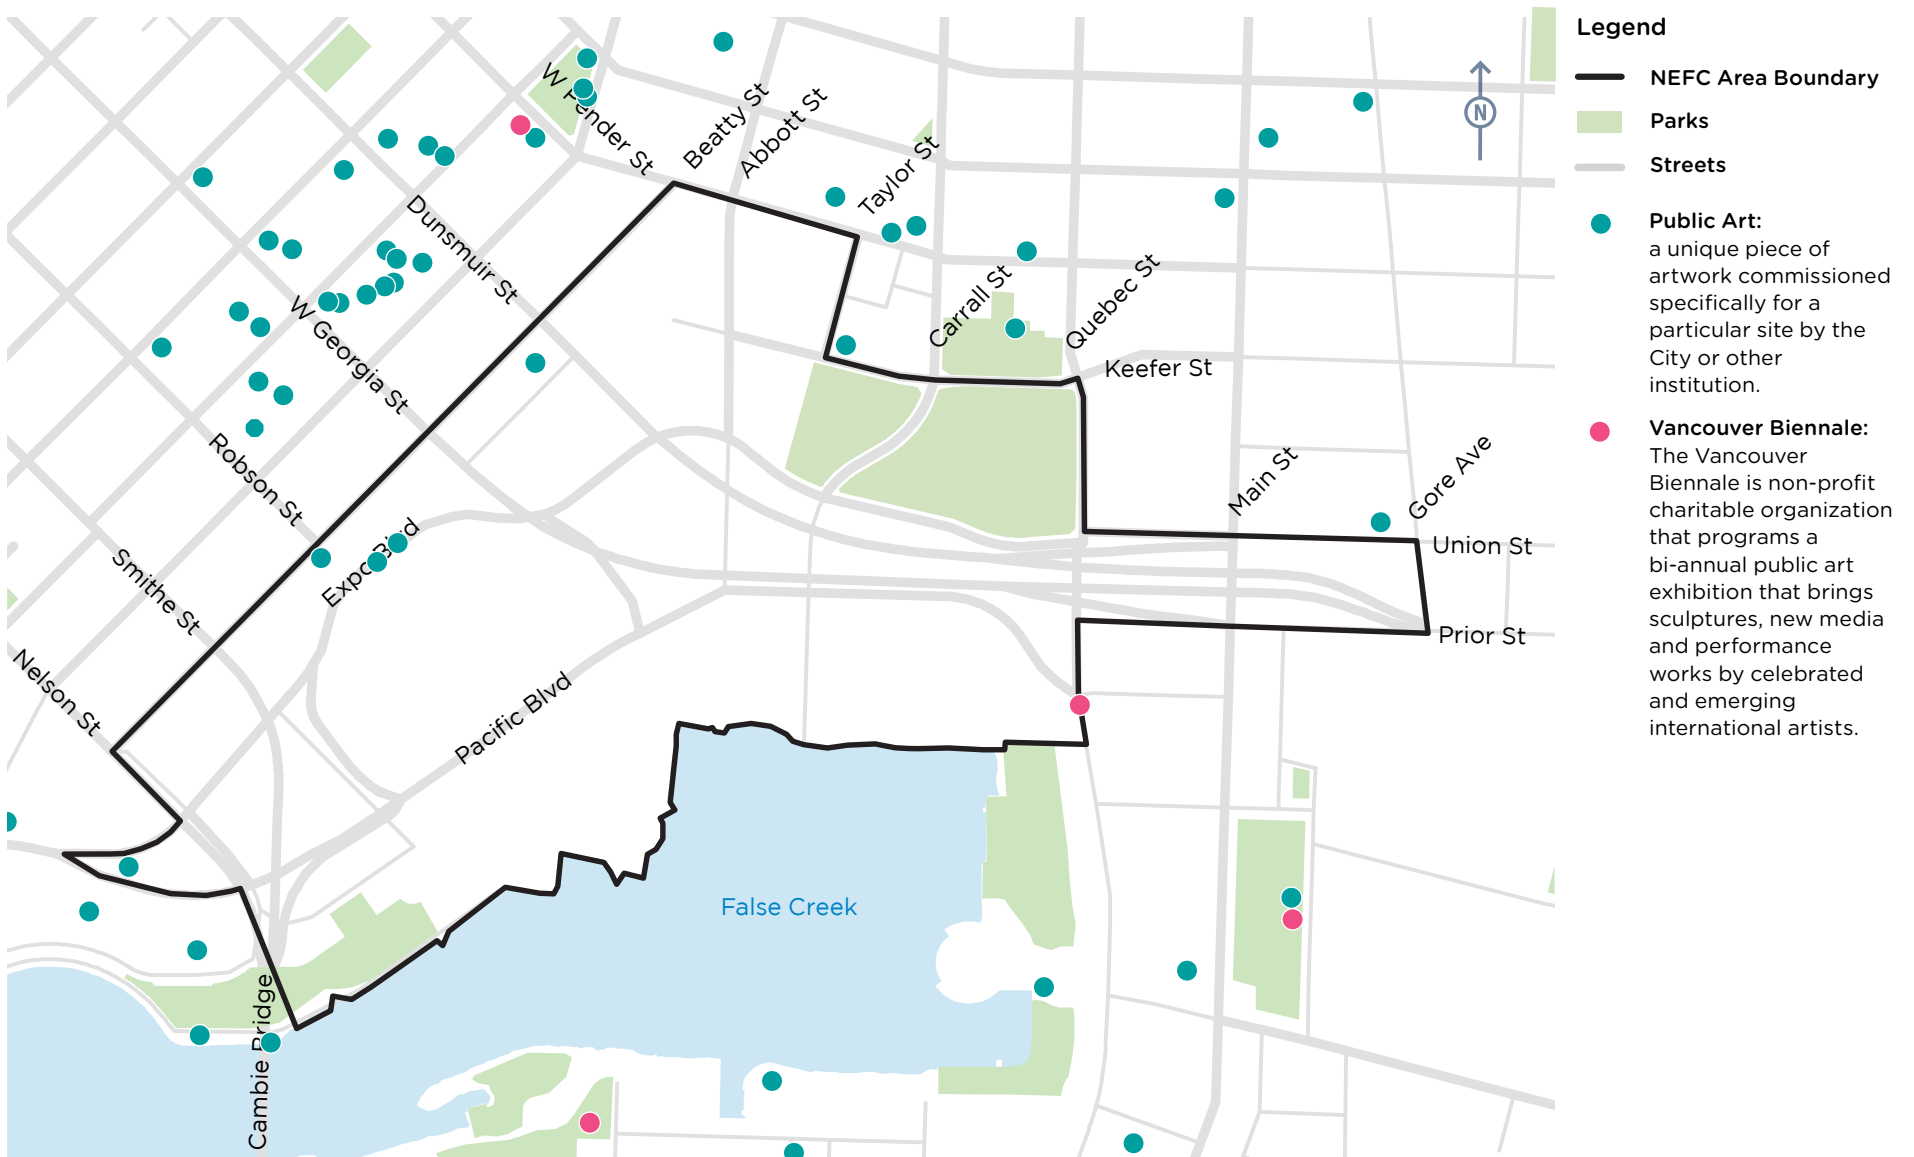 W Pender St
Beatty St
Abbott St
Taylor St
Dunsmuir St
Carrall St
Quebec St
Keefer St
W Georgia St
Robson St
Main St
Gore Ave
Union St
Expo Blvd
Smithe St
Prior St
Nelson St
Pacific Blvd
False Creek
Cambie Bridge
N
Legend
NEFC Area Boundary
Parks
Streets
Public Art:
a unique piece of
artwork commissioned
specifically for a
particular site by the
City or other
institution.
Vancouver Biennale:
The Vancouver
Biennale is non-profit
charitable organization
that programs a
bi-annual public art
exhibition that brings
sculptures, new media
and performance
works by celebrated
and emerging
international artists.